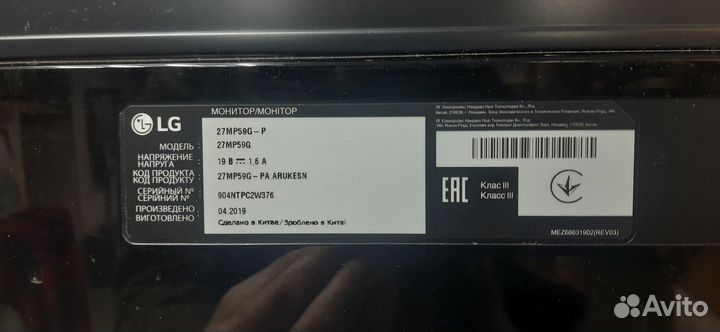 LG
МОНИТОР/МОНІТОР
27MP59G-P
МОДЕЛЬ : 27MP59G
НАПРЯЖЕНИЕ
НАПРУГА : 19 В 1,6 А
КОД ПРОДУКТА
КОД ПРОДУКТУ : 27MP59G-PA.ARUKESN
СЕРИЙНЫЙ №
СЕРІЙНИЙ № : 904NTPC2W376
ПРОИЗВЕДЕНО
ВИГОТОВЛЕНО : 04.2019
Сделано в Китае/Зроблено в Китаї
ЕАС
Клас III
Класс III
MEZ66631902(REV03)
Avito